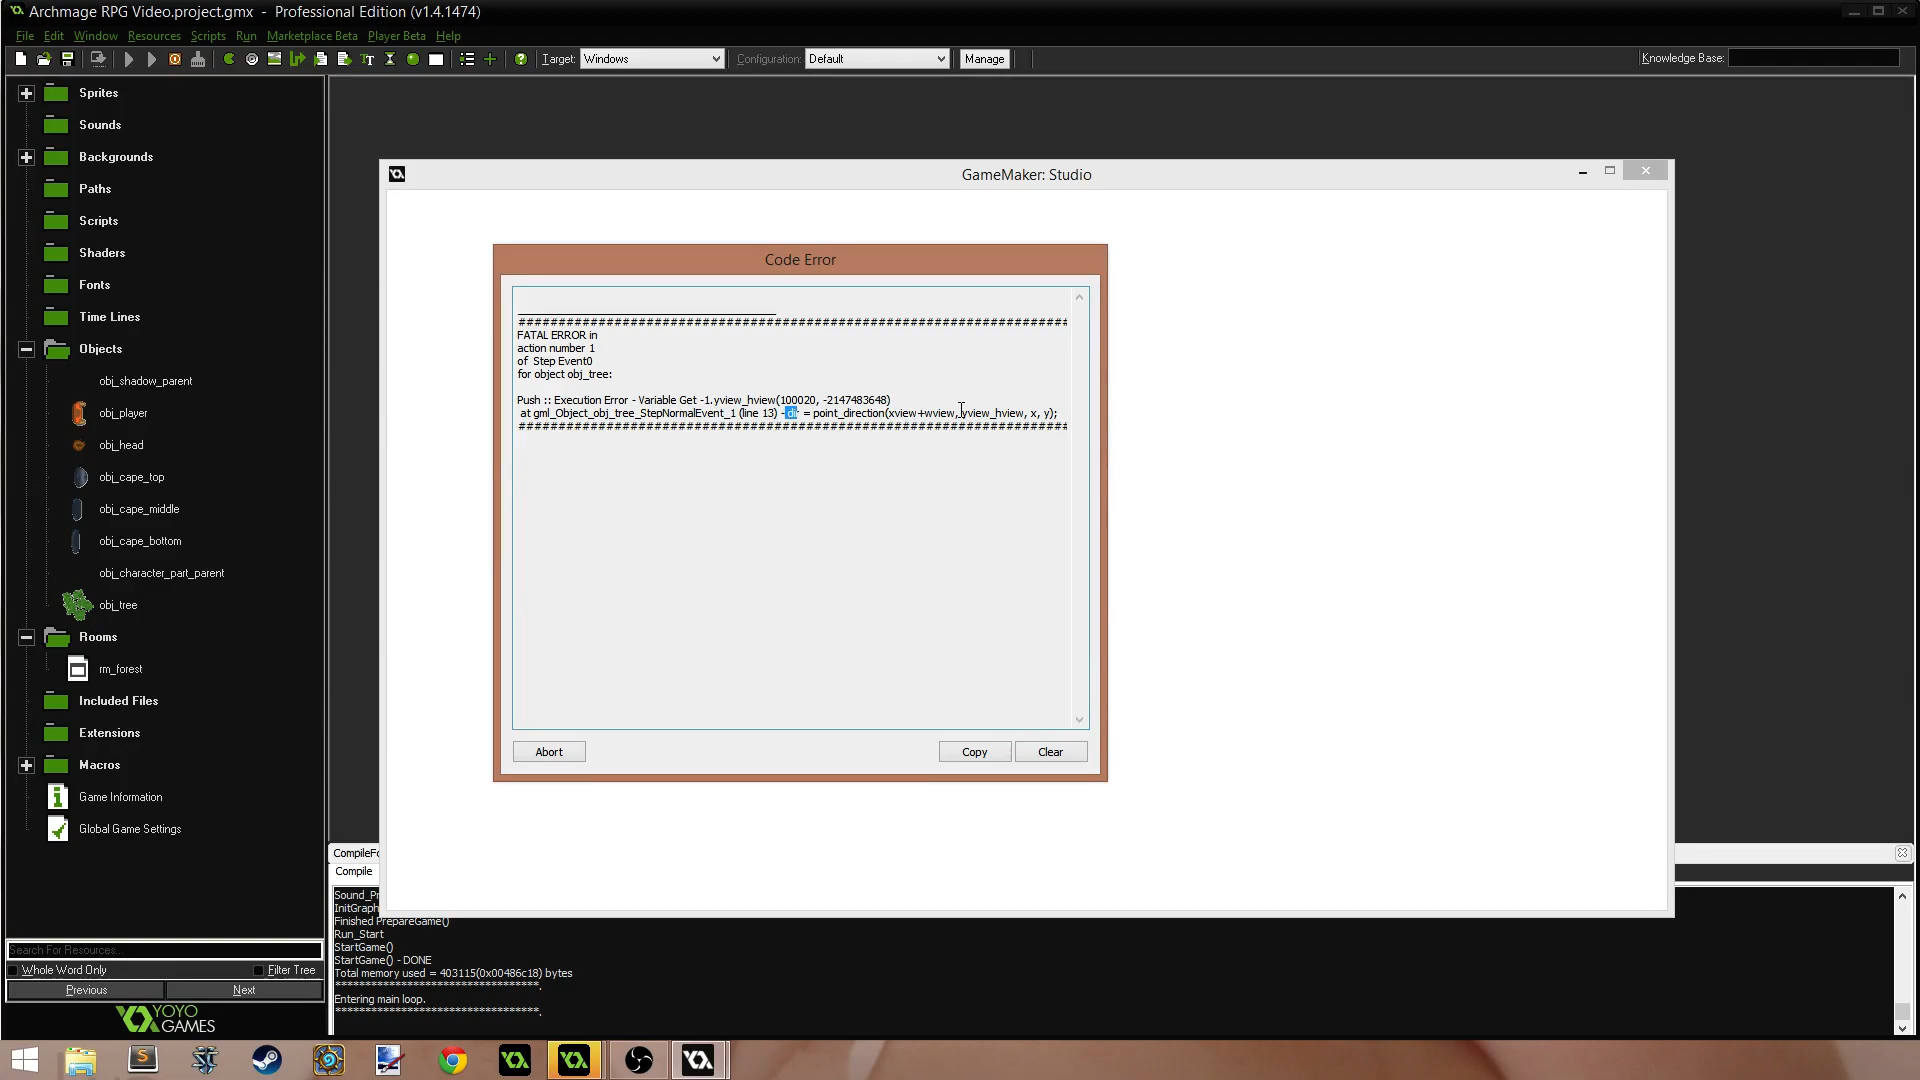 Archmage RPG Video.project.gmx - Professional Edition (v1.4.1474)
File Edit Window Resources Scripts Run Marketplace Beta Player Beta Help
Target: Windows Configuration: Default Manage Knowledge Base:
Sprites
Sounds
Backgrounds
Paths
Scripts
Shaders
Fonts
Time Lines
Objects
obj_shadow_parent
obj_player
obj_head
obj_cape_top
obj_cape_middle
obj_cape_bottom
obj_character_part_parent
obj_tree
Rooms
rm_forest
Included Files
Extensions
Macros
Game Information
Global Game Settings
Search For Resources...
Whole Word Only Filter Tree
Previous Next
YOYO
GAMES
GameMaker: Studio
Code Error
FATAL ERROR in
action number 1
of Step Event0
for object obj_tree:
Push :: Execution Error - Variable Get -1.yview_hview(100020, -2147483648)
at gml_Object_obj_tree_StepNormalEvent_1 (line 13) - dir = point_direction(xview+wview, yview_hview, x, y);
Abort Copy Clear
CompileFo
Compile
Sound_Pr
InitGraph
Finished PrepareGame()
Run_Start
StartGame()
StartGame() - DONE
Total memory used = 403115(0x00486c18) bytes
Entering main loop.